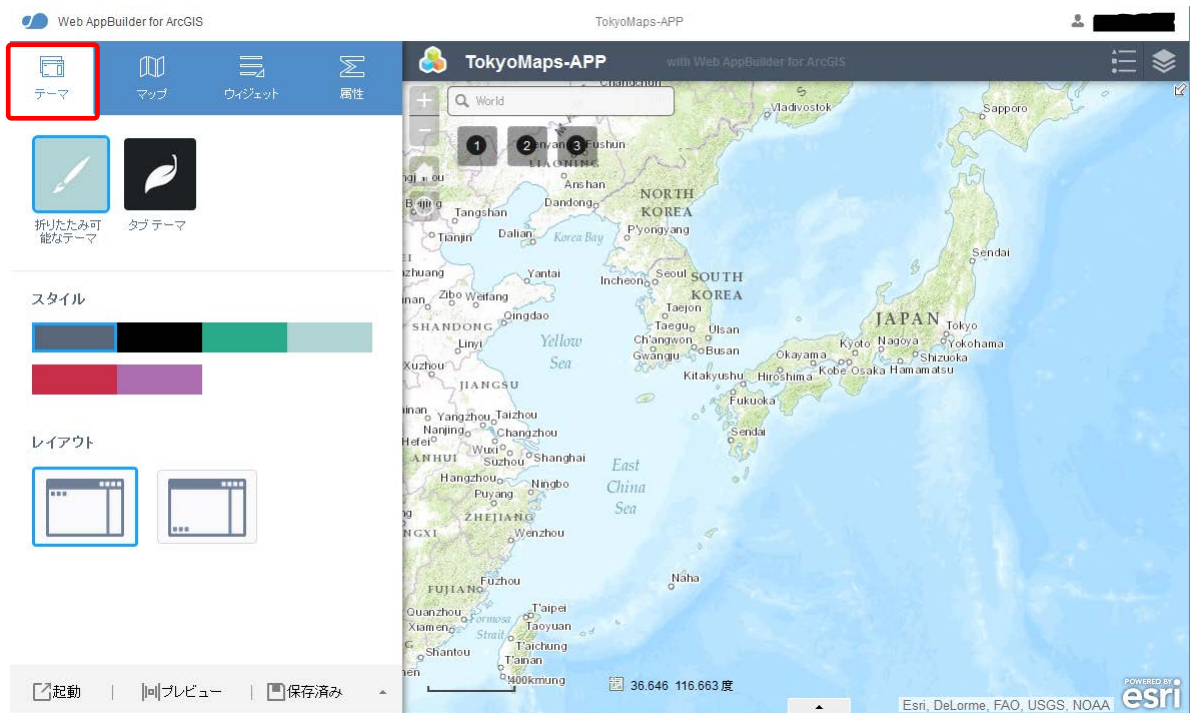 Web AppBuilder for ArcGIS
TokyoMaps-APP
テーマ
マップ
ウィジェット
属性
TokyoMaps-APP
with Web AppBuilder for ArcGIS
World
1 2 3
折りたたみ可
能なテーマ
タブ テーマ
スタイル
レイアウト
起動
プレビュー
保存済み
Vladivostok
Sapporo
Fushun
LIAONING
Anshan
NORTH
KOREA
Dandong
Tangshan
P'yongyang
Tianjin
Dalian
Korea Bay
Sendai
Yantai
Incheon
Seoul
SOUTH
KOREA
Zibo
Weifang
Taejon
Qingdao
SHANDONG
Taegu
Ulsan
JAPAN
Tokyo
Linyi
Yellow
Sea
Ch'angwon
Gwangju
Busan
Kyoto
Nagoya
Yokohama
Okayama
Shizuoka
Xuzhou
Kitakyushu
Hiroshima
Kobe
Osaka
Hamamatsu
JIANGSU
Fukuoka
Yangzhou
Taizhou
Nanjing
Changzhou
Sendai
Hefei
Wuxi
ANHUI
Suzhou
Shanghai
East
China
Sea
Hangzhou
Ningbo
Puyang
ZHEJIANG
Wenzhou
Fuzhou
Naha
FUJIAN
Quanzhou
T'aipei
Xiamen
Formosa
Strait
Taoyuan
T'aichung
Shantou
T'ainan
400km
36.646 116.663 度
Esri, DeLorme, FAO, USGS, NOAA
POWERED BY
esri